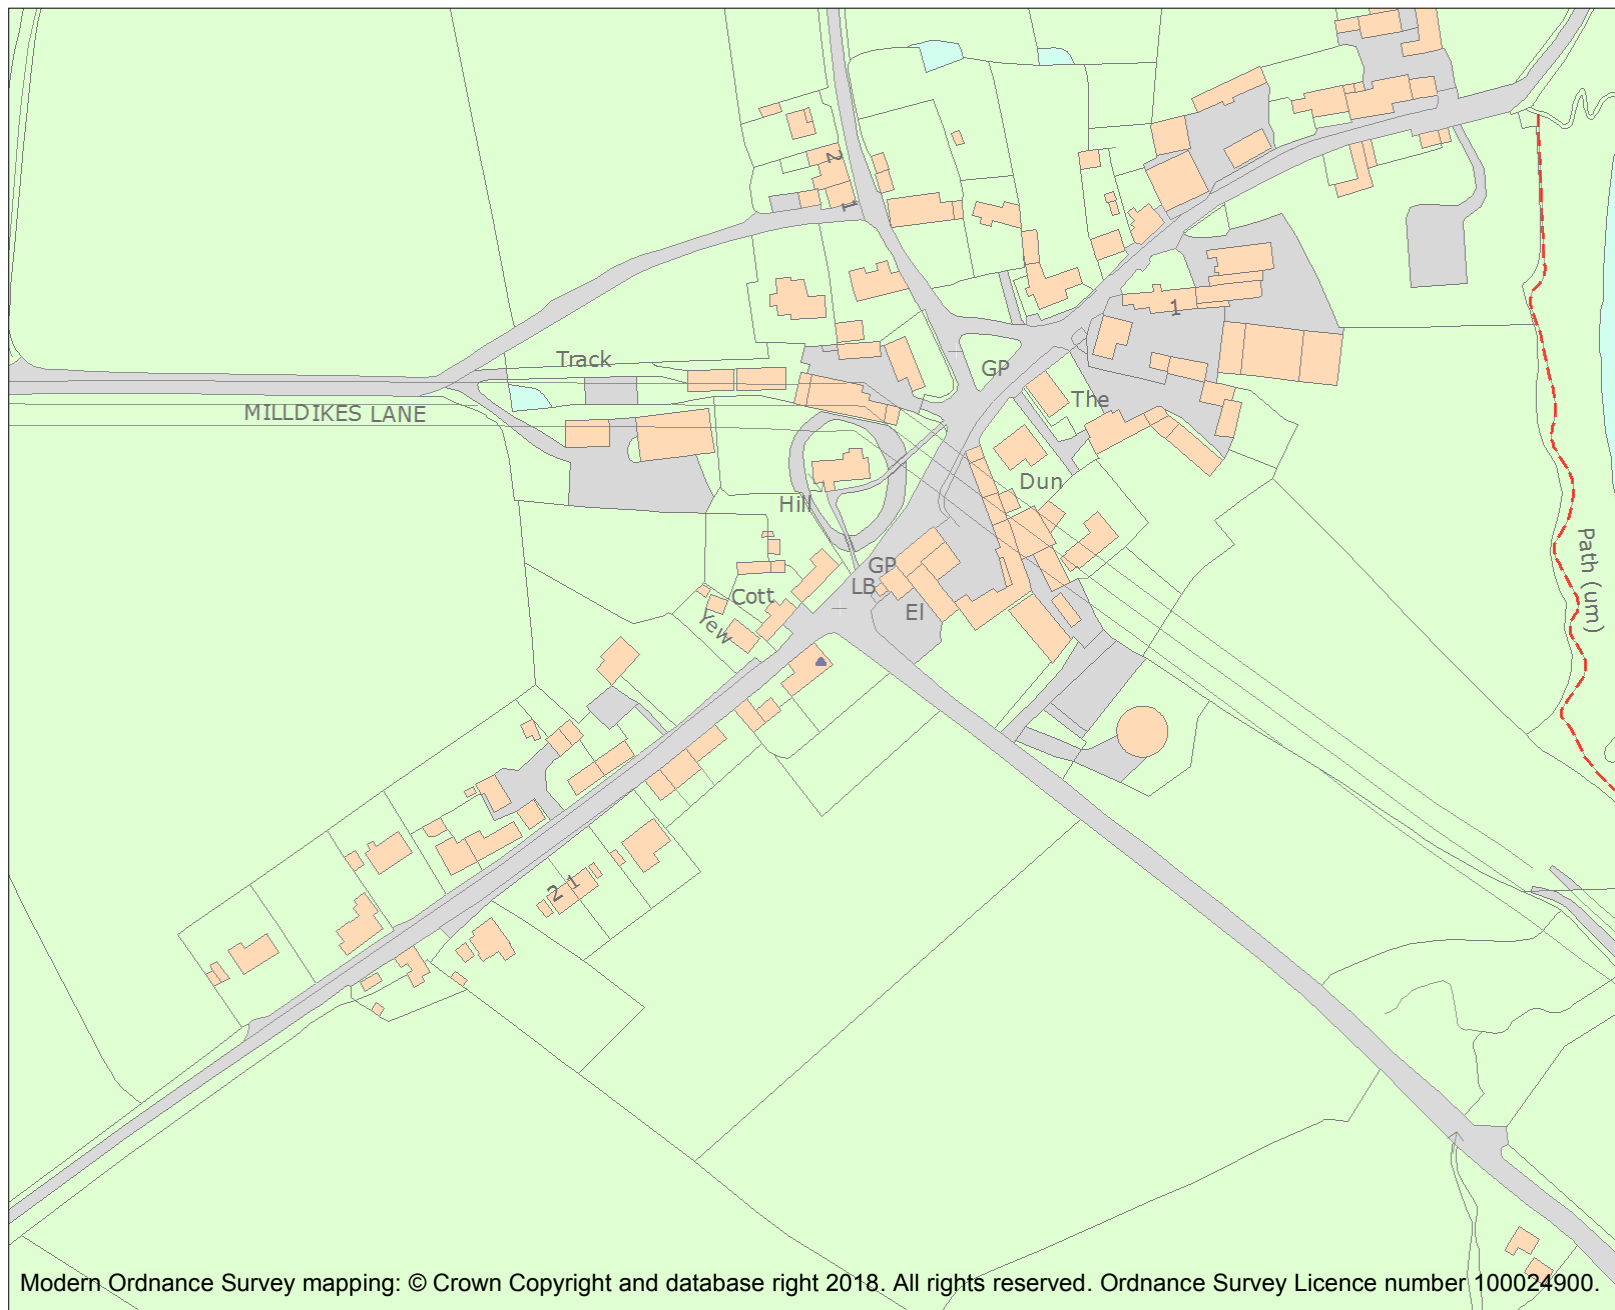 2
1
1
Track
GP
MILLDIKES LANE
The
Dun
Hill
Path (um)
GP
LB
Cott
El
Yew
2 1
Modern Ordnance Survey mapping: © Crown Copyright and database right 2018. All rights reserved. Ordnance Survey Licence number 100024900.